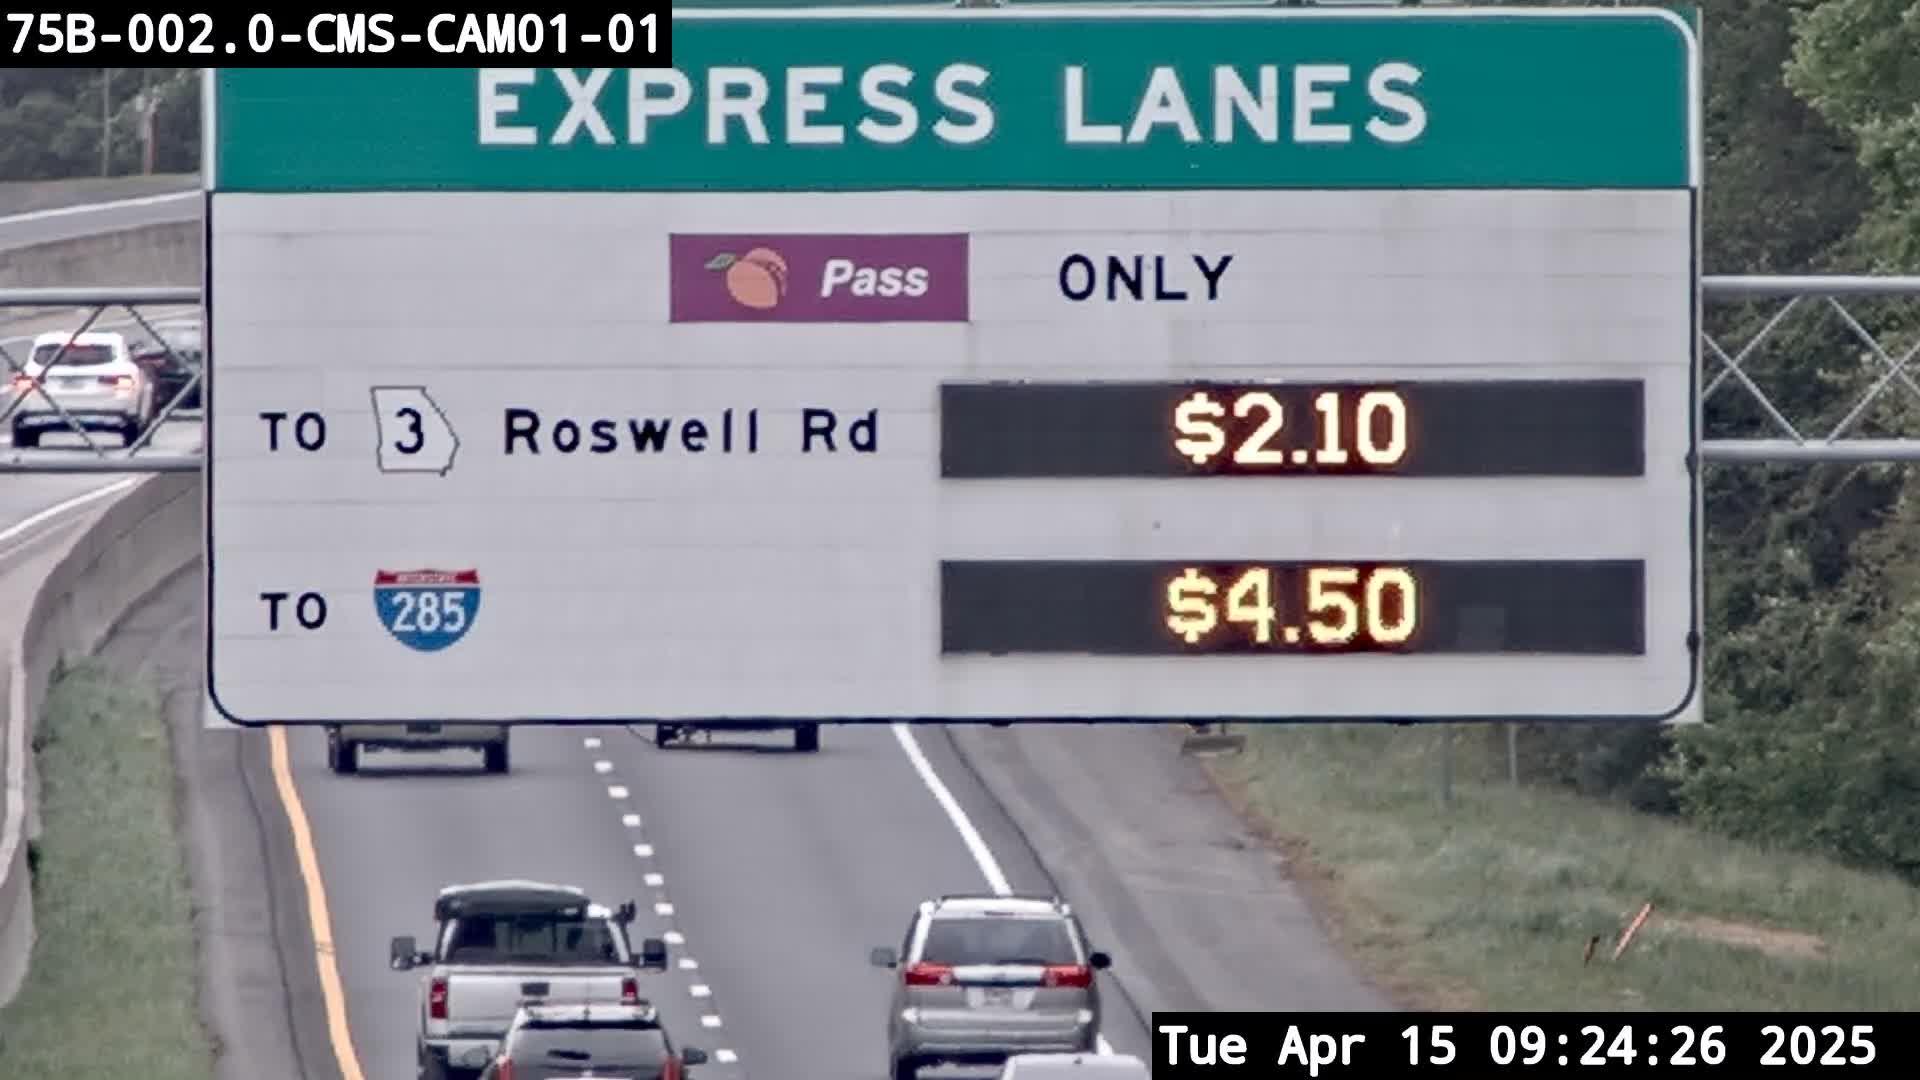 75B-002.0-CMS-CAM01-01
EXPRESS LANES
Pass ONLY
TO 3 Roswell Rd $2.10
TO 285 $4.50
Tue Apr 15 09:24:26 2025